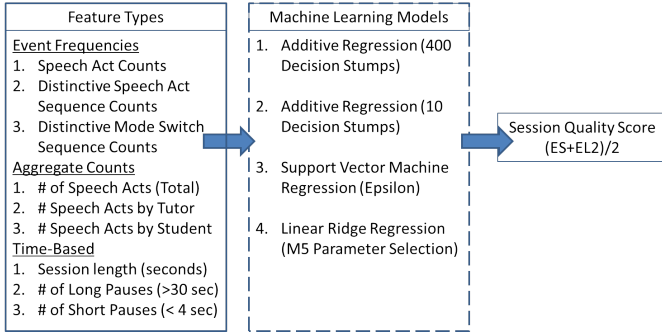 Feature Types
Event Frequencies
1. Speech Act Counts
2. Distinctive Speech Act
Sequence Counts
3. Distinctive Mode Switch
Sequence Counts
Aggregate Counts
1. # of Speech Acts (Total)
2. # Speech Acts by Tutor
3. # Speech Acts by Student
Time-Based
1. Session length (seconds)
2. # of Long Pauses (>30 sec)
3. # of Short Pauses (< 4 sec)
Machine Learning Models
1. Additive Regression (400
Decision Stumps)
2. Additive Regression (10
Decision Stumps)
3. Support Vector Machine
Regression (Epsilon)
4. Linear Ridge Regression
(M5 Parameter Selection)
Session Quality Score
(ES+EL2)/2